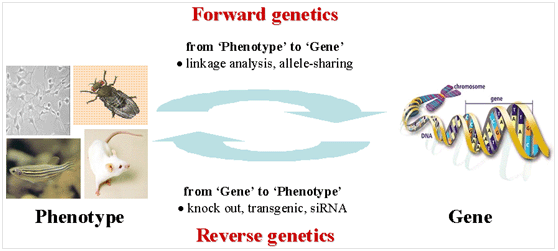 Forward genetics
from ‘Phenotype’ to ‘Gene’
● linkage analysis, allele-sharing
chromosome
gene
DNA
from ‘Gene’ to ‘Phenotype’
● knock out, transgenic, siRNA
Phenotype
Gene
Reverse genetics